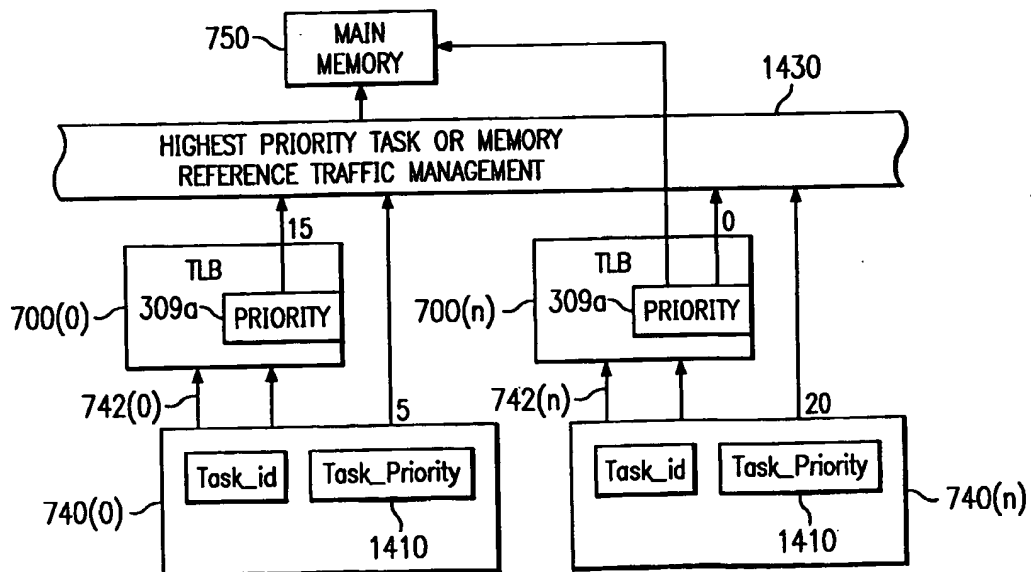 750
MAIN
MEMORY
1430
HIGHEST PRIORITY TASK OR MEMORY
REFERENCE TRAFFIC MANAGEMENT
15
0
TLB
TLB
309a
PRIORITY
309a
PRIORITY
700(0)
700(n)
742(0)
742(n)
5
20
Task_id
Task_Priority
Task_id
Task_Priority
740(0)
740(n)
1410
1410